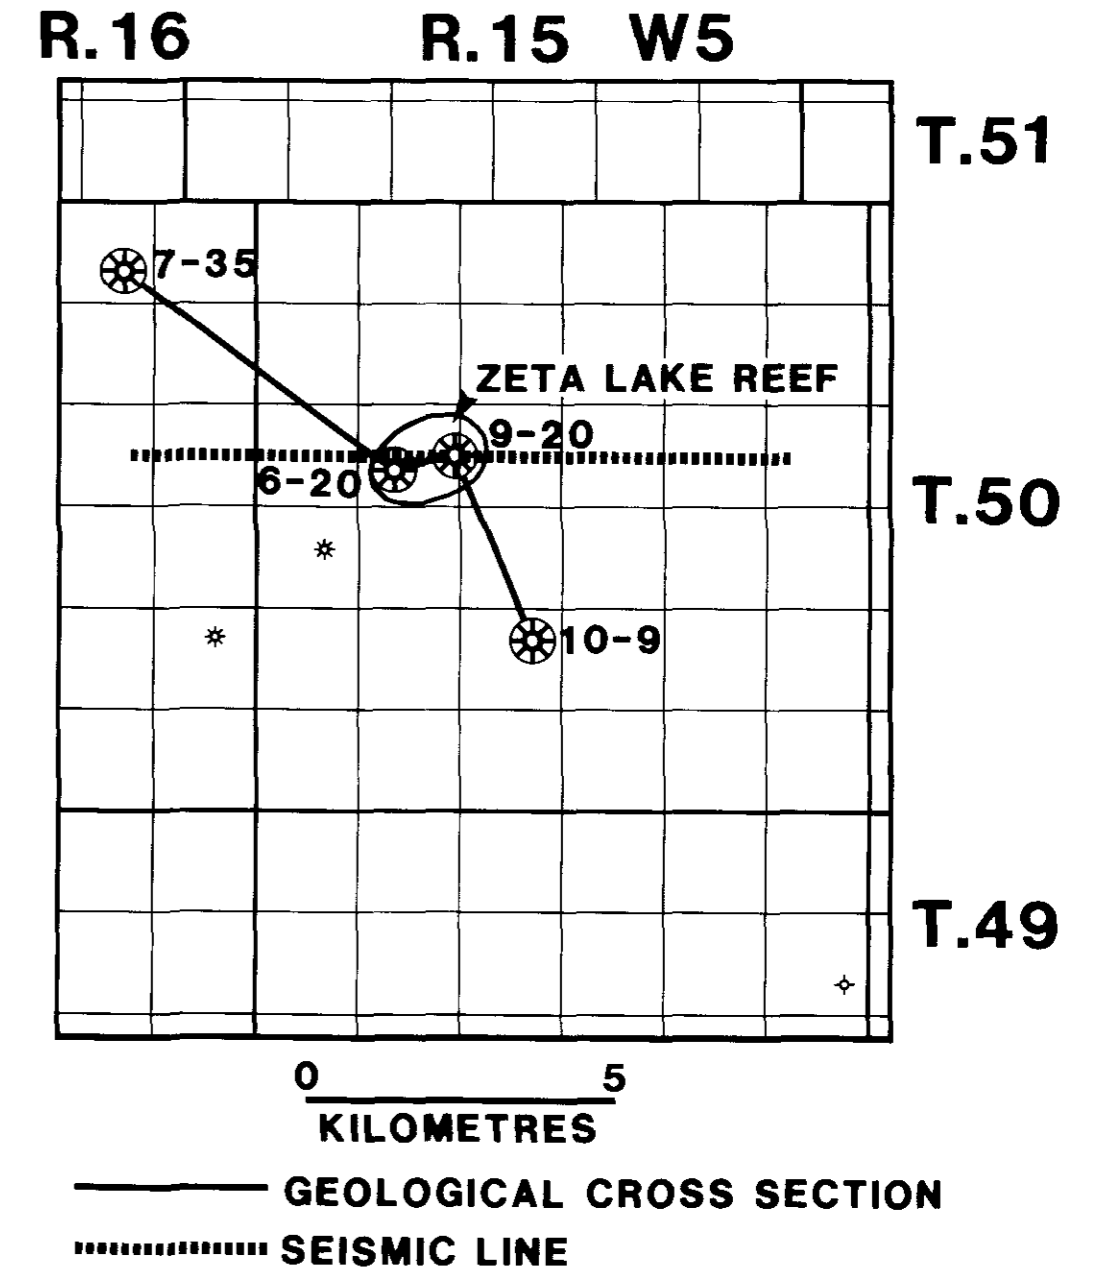 R.16 R.15 W5
T.51
7-35
ZETA LAKE REEF
9-20
6-20
T.50
10-9
T.49
0 5
KILOMETRES
GEOLOGICAL CROSS SECTION
SEISMIC LINE